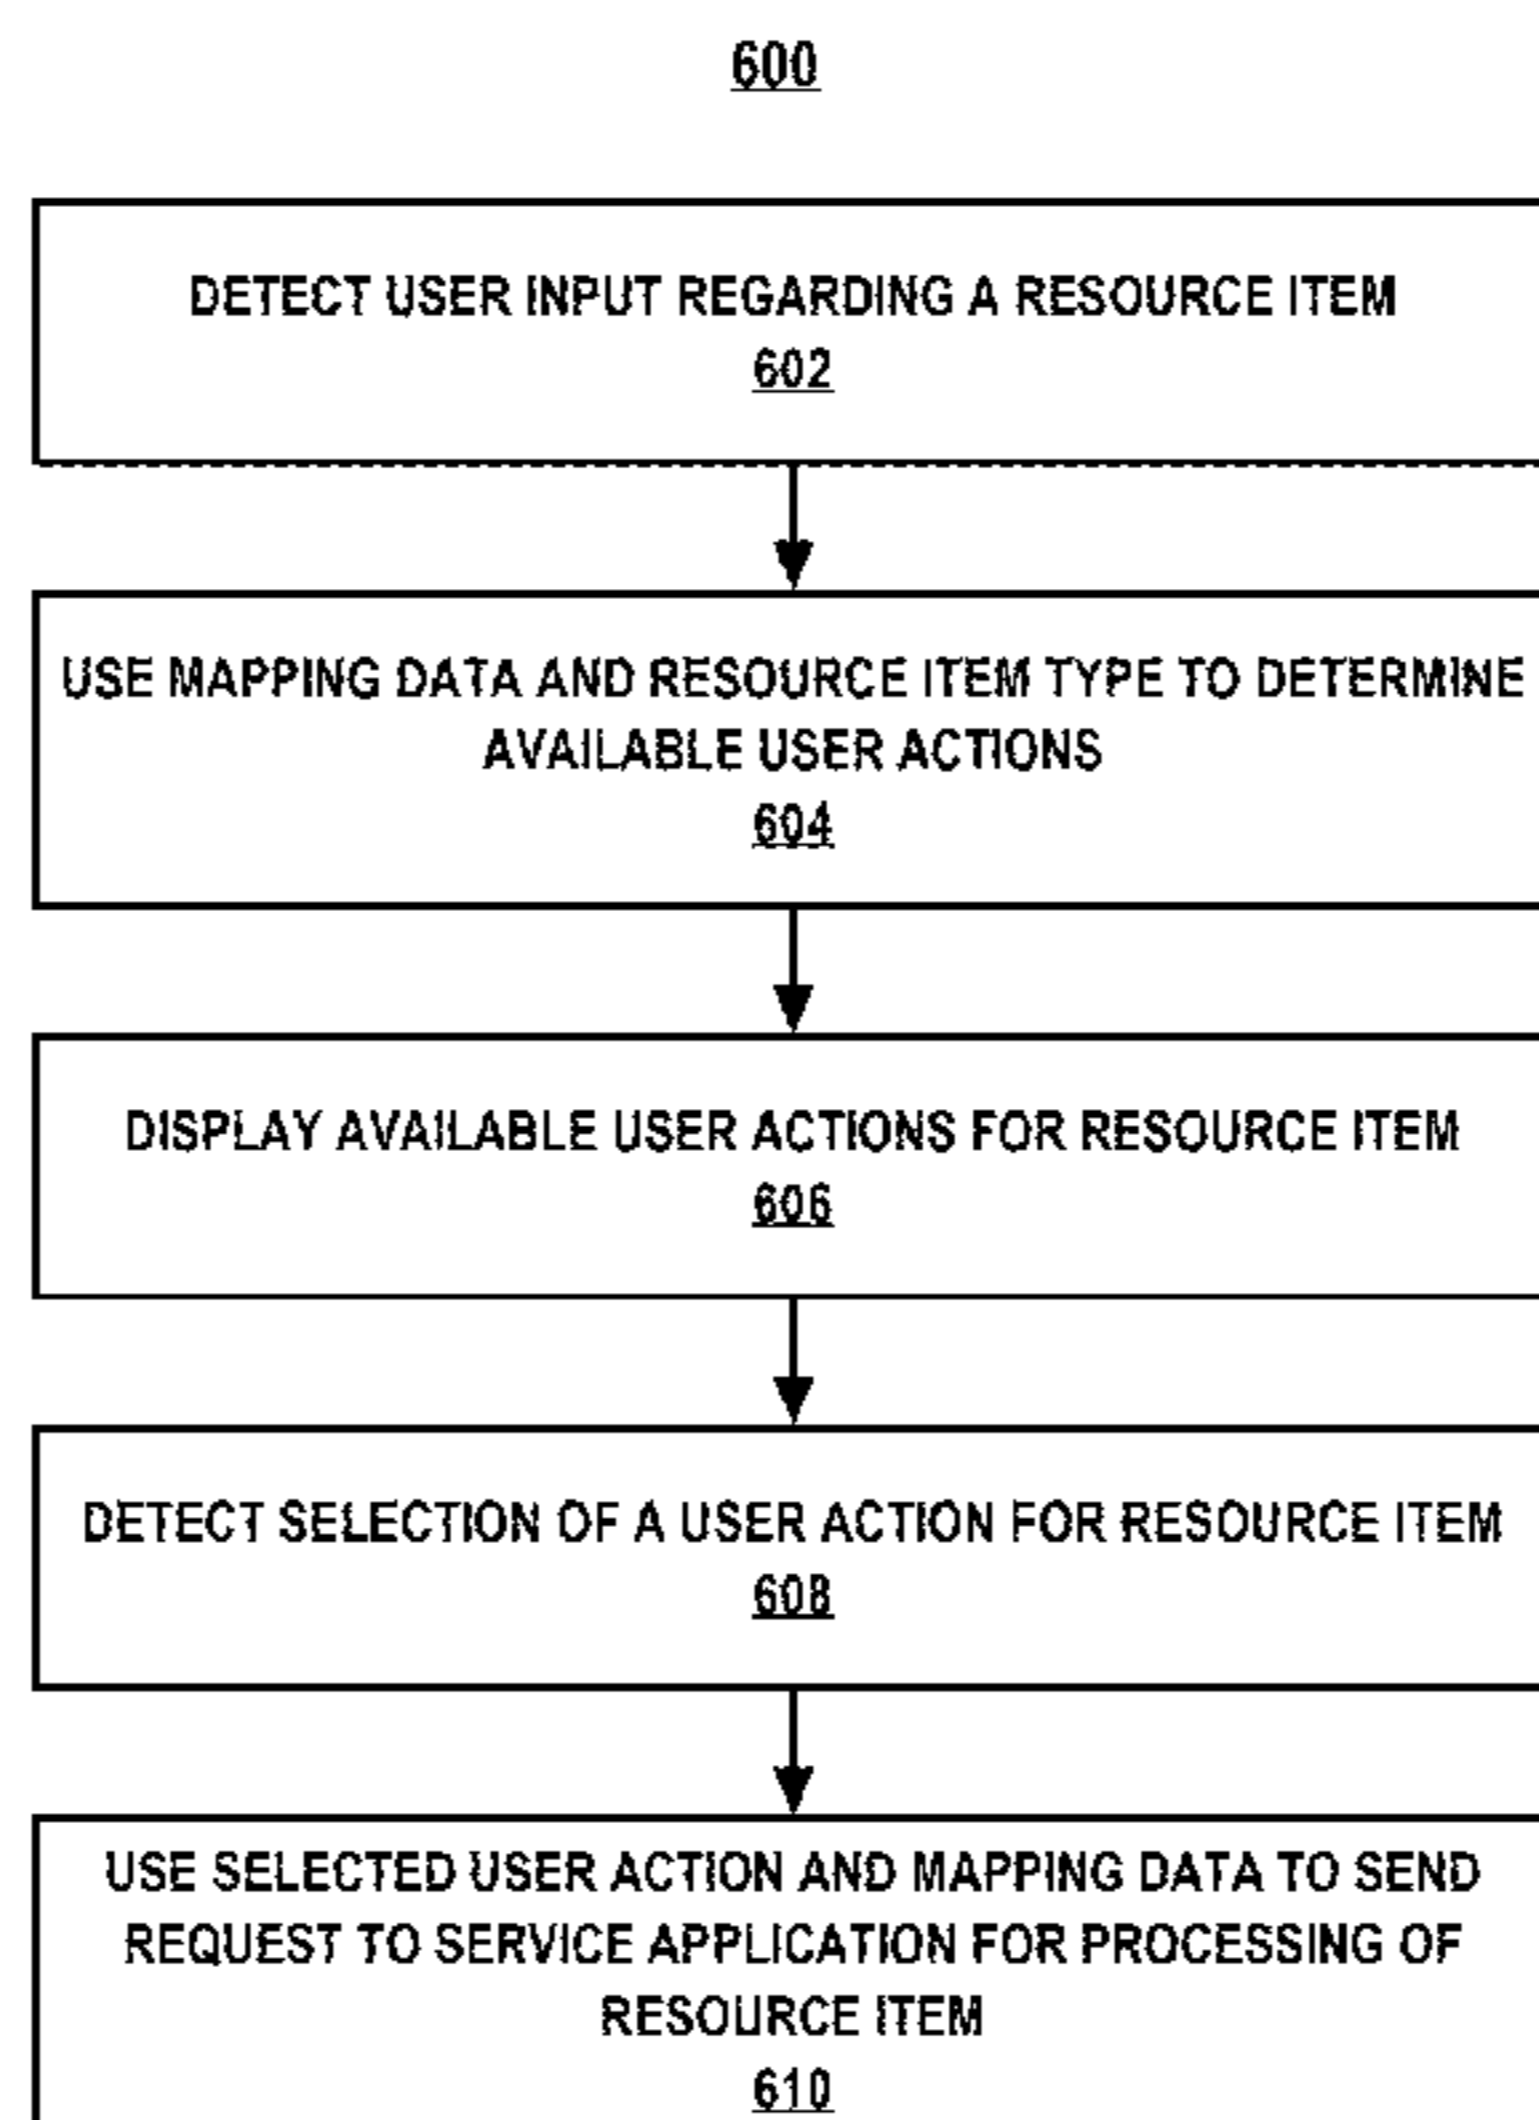 600
DETECT USER INPUT REGARDING A RESOURCE ITEM
602
USE MAPPING DATA AND RESOURCE ITEM TYPE TO DETERMINE
AVAILABLE USER ACTIONS
604
DISPLAY AVAILABLE USER ACTIONS FOR RESOURCE ITEM
606
DETECT SELECTION OF A USER ACTION FOR RESOURCE ITEM
608
USE SELECTED USER ACTION AND MAPPING DATA TO SEND
REQUEST TO SERVICE APPLICATION FOR PROCESSING OF
RESOURCE ITEM
610